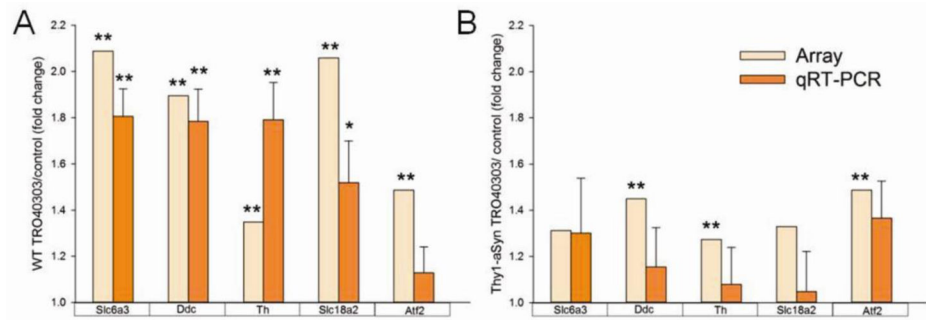 A
WT TRO40303/control (fold change)
2.2
2.0
1.8
1.6
1.4
1.2
1.0
** ** ** ** ** ** ** * **
Slc6a3 Ddc Th Slc18a2 Atf2
B
Thy1-aSyn TRO40303/ control (fold change)
2.2
2.0
1.8
1.6
1.4
1.2
1.0
Array
qRT-PCR
** ** **
Slc6a3 Ddc Th Slc18a2 Atf2